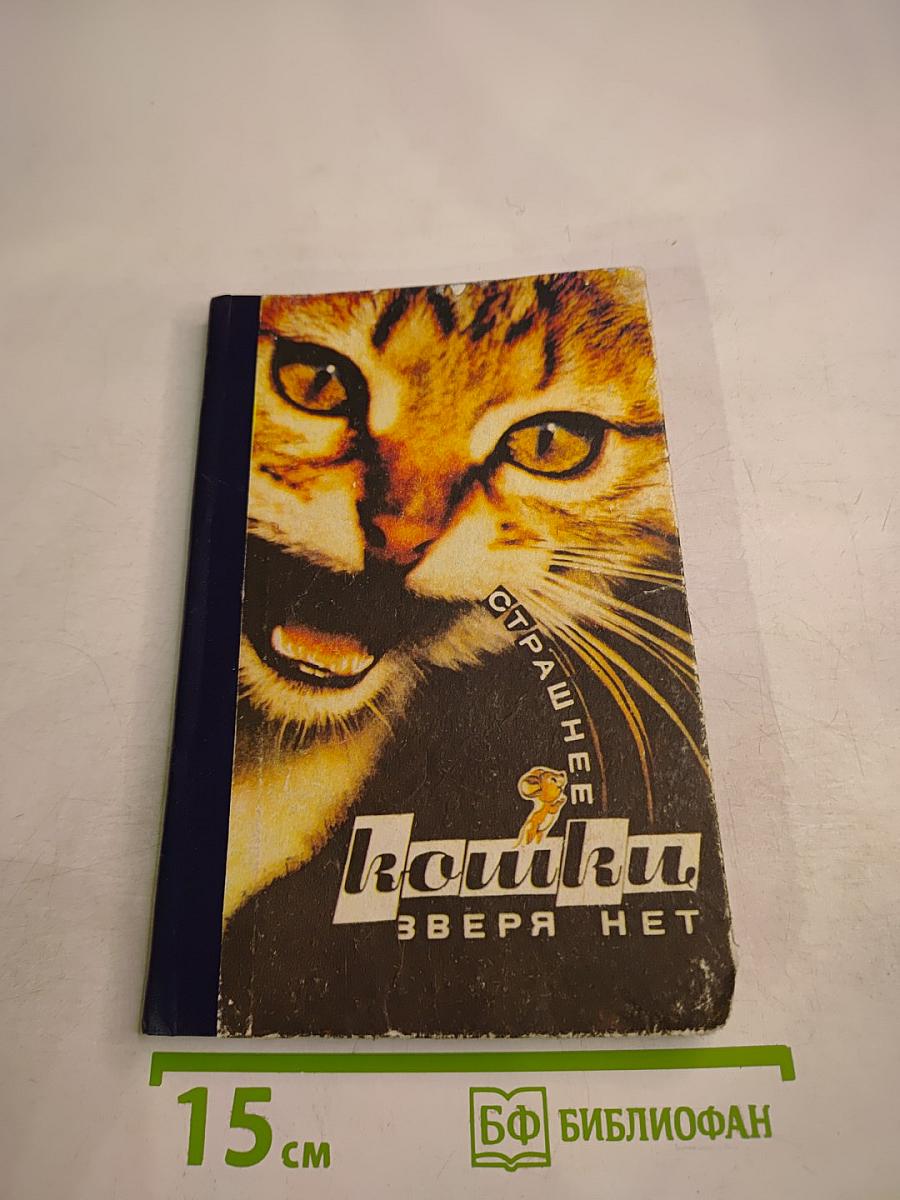 СТРАШНЕЕ
кошки
ЗВЕРЯ НЕТ
15 см
БФ БИБЛИОФАН